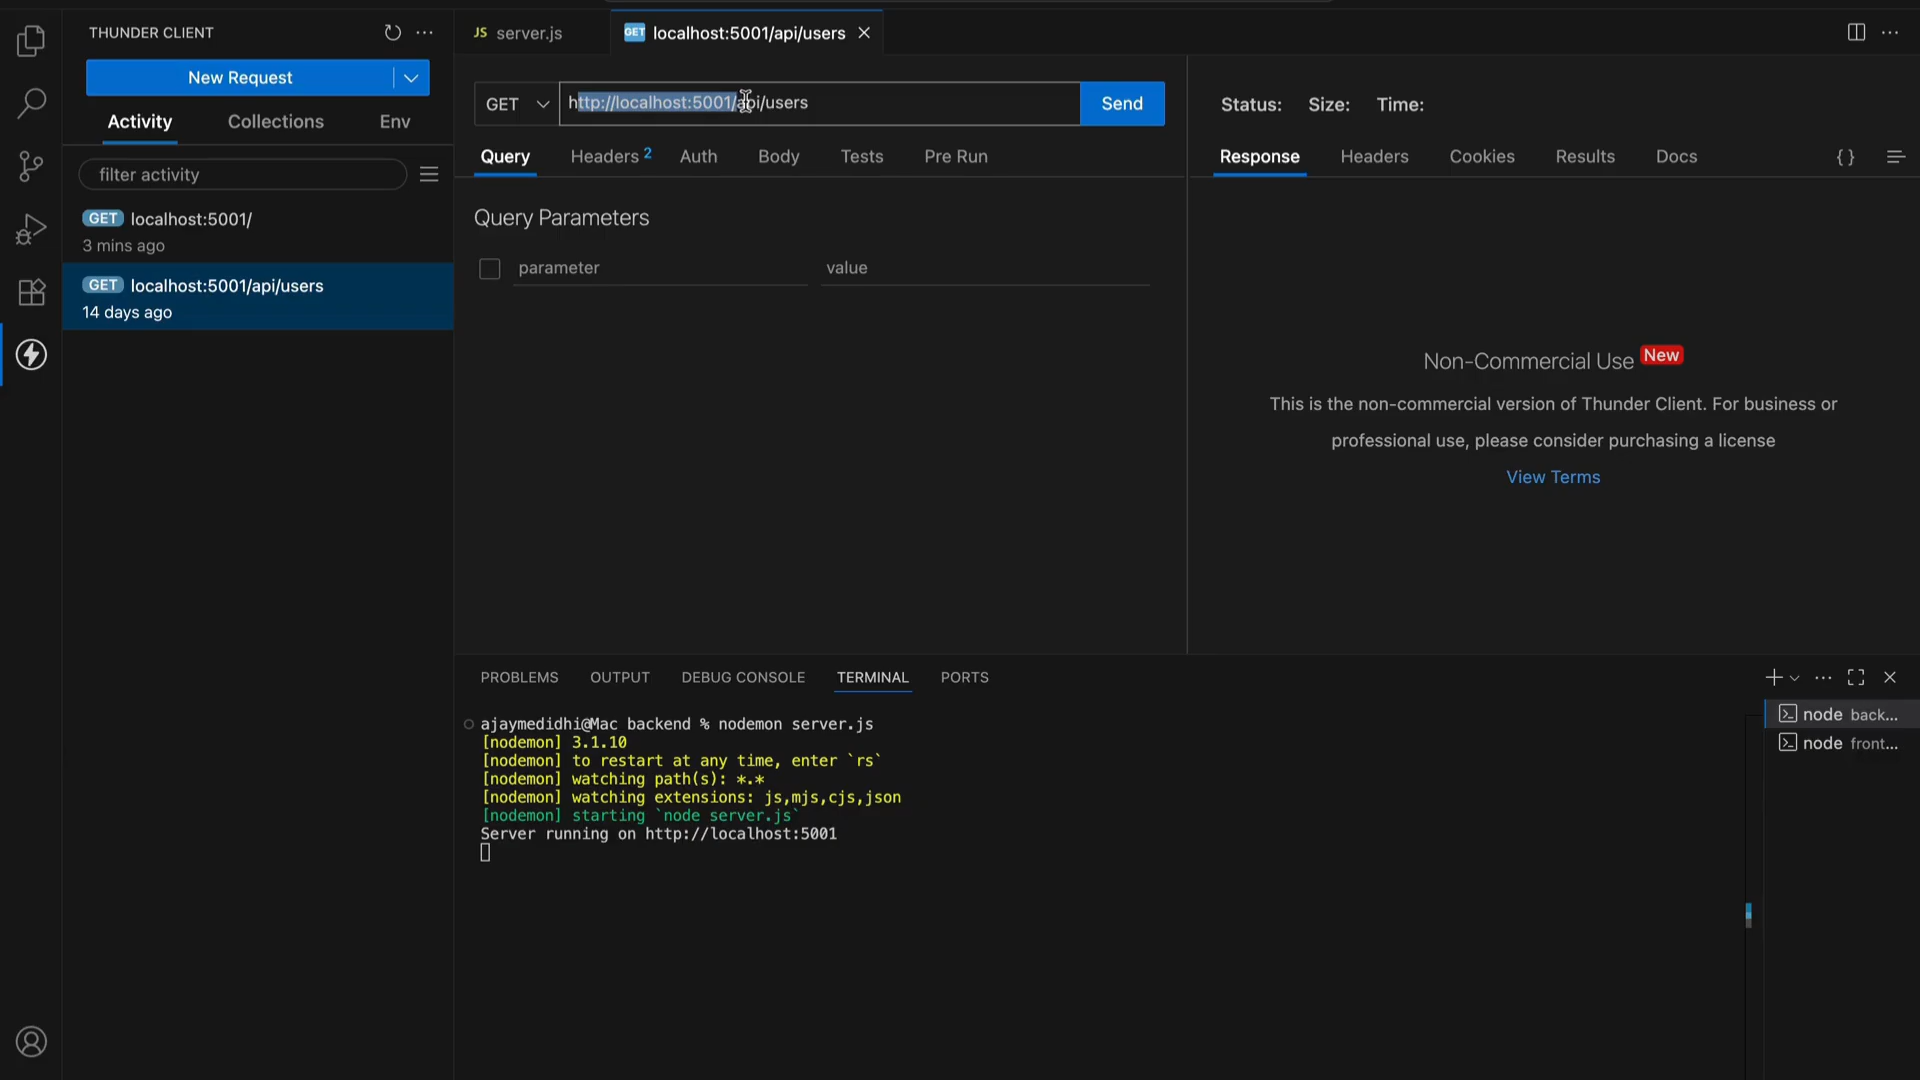 THUNDER CLIENT
New Request
Activity Collections Env
filter activity
GET localhost:5001/
3 mins ago
GET localhost:5001/api/users
14 days ago
JS server.js
GET localhost:5001/api/users
GET http://localhost:5001/api/users Send
Query Headers 2 Auth Body Tests Pre Run
Query Parameters
parameter value
Status: Size: Time:
Response Headers Cookies Results Docs {}
Non-Commercial Use New
This is the non-commercial version of Thunder Client. For business or
professional use, please consider purchasing a license
View Terms
PROBLEMS OUTPUT DEBUG CONSOLE TERMINAL PORTS
ajaymedidhi@Mac backend % nodemon server.js
[nodemon] 3.1.10
[nodemon] to restart at any time, enter `rs`
[nodemon] watching path(s): *.*
[nodemon] watching extensions: js,mjs,cjs,json
[nodemon] starting `node server.js`
Server running on http://localhost:5001
node back...
node front...